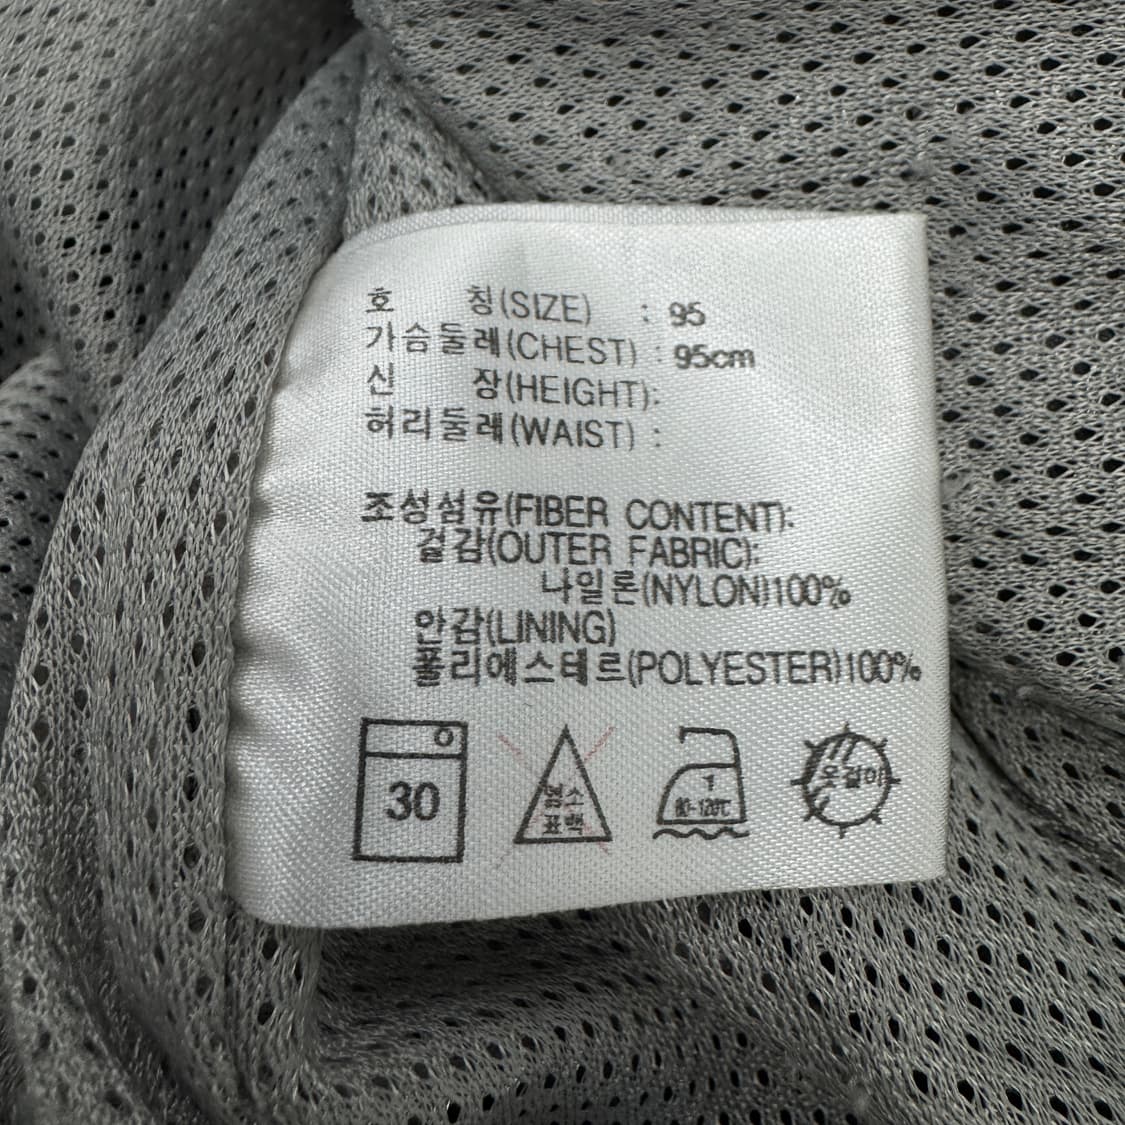 호 칭(SIZE) : 95
가슴둘레(CHEST) : 95cm
신 장(HEIGHT):
허리둘레(WAIST) :
조성섬유(FIBER CONTENT):
겉감(OUTER FABRIC):
나일론(NYLON)100%
안감(LINING)
폴리에스테르(POLYESTER)100%
30
염소
표백
1
80-120℃
옷걸이